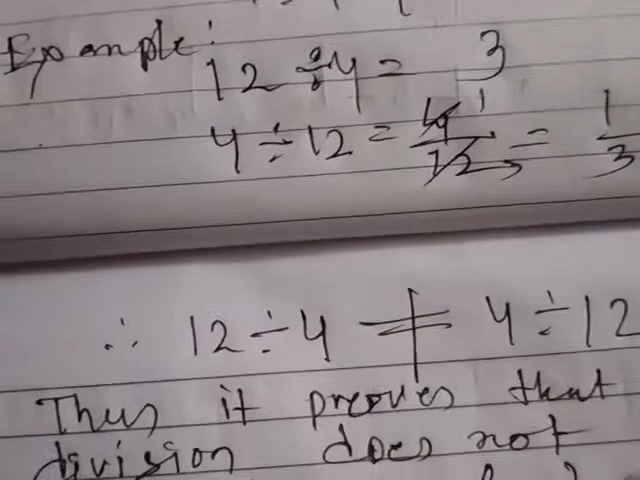 Example:
12 ÷ 4 = 3
4 ÷ 12 = 4/12 1 = 1/3
∴ 12 ÷ 4 ≠ 4 ÷ 12
Thus it proves that
division does not